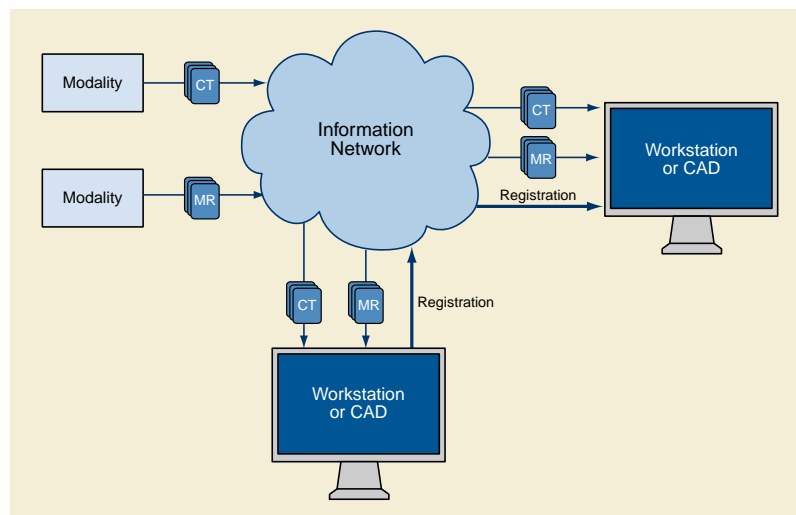 Modality
CT
Information
Network
CT
MR
Workstation
or CAD
Modality
MR
Registration
CT
MR
Registration
Workstation
or CAD